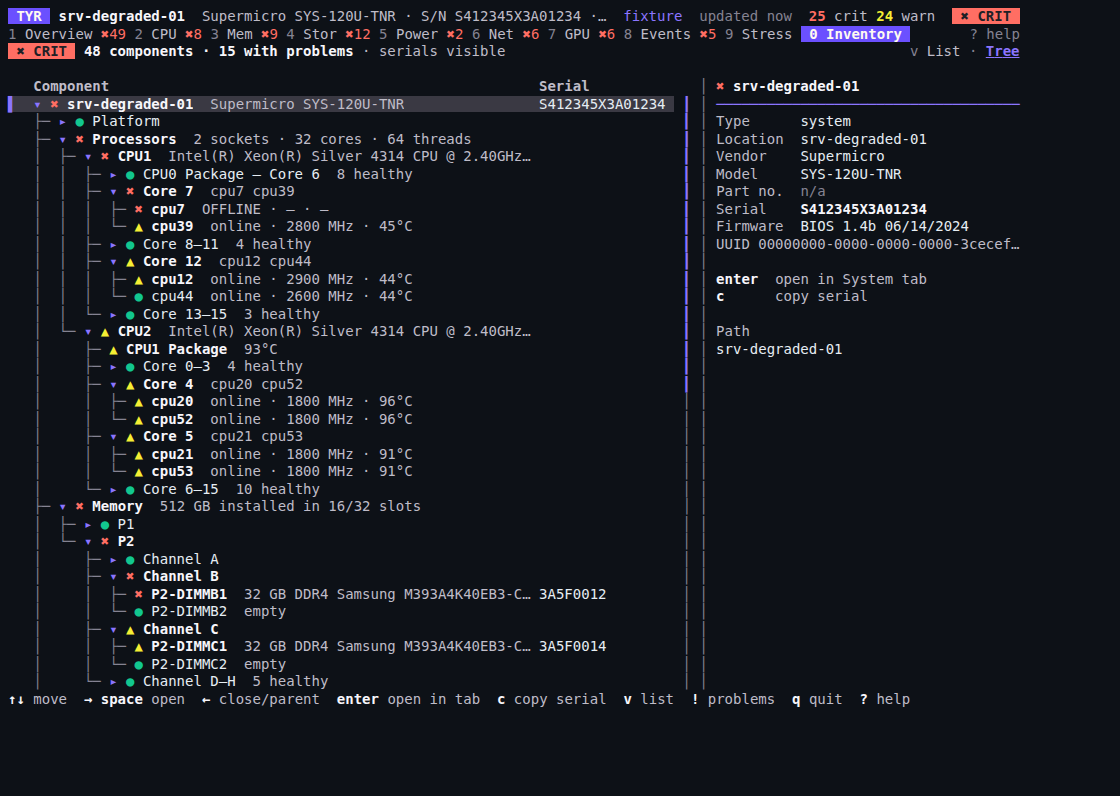 TYR srv-degraded-01 Supermicro SYS-120U-TNR · S/N S412345X3A01234 ·… fixture updated now 25 crit 24 warn ✖ CRIT
1 Overview ✖49 2 CPU ✖8 3 Mem ✖9 4 Stor ✖12 5 Power ✖2 6 Net ✖6 7 GPU ✖6 8 Events ✖5 9 Stress 0 Inventory ? help
✖ CRIT 48 components · 15 with problems · serials visible v List · Tree
Component Serial │ ✖ srv-degraded-01
▾ ✖ srv-degraded-01 Supermicro SYS-120U-TNR S412345X3A01234
├─ ▸ ● Platform │ Type system
├─ ▾ ✖ Processors 2 sockets · 32 cores · 64 threads │ Location srv-degraded-01
│ ├─ ▾ ✖ CPU1 Intel(R) Xeon(R) Silver 4314 CPU @ 2.40GHz… │ Vendor Supermicro
│ │ ├─ ▸ ● CPU0 Package – Core 6 8 healthy │ Model SYS-120U-TNR
│ │ ├─ ▾ ✖ Core 7 cpu7 cpu39 │ Part no. n/a
│ │ │ ├─ ✖ cpu7 OFFLINE · — · — │ Serial S412345X3A01234
│ │ │ └─ ▲ cpu39 online · 2800 MHz · 45°C │ Firmware BIOS 1.4b 06/14/2024
│ │ ├─ ▸ ● Core 8–11 4 healthy │ UUID 00000000-0000-0000-0000-3cecef…
│ │ ├─ ▾ ▲ Core 12 cpu12 cpu44 │
│ │ │ ├─ ▲ cpu12 online · 2900 MHz · 44°C │ enter open in System tab
│ │ │ └─ ● cpu44 online · 2600 MHz · 44°C │ c copy serial
│ │ └─ ▸ ● Core 13–15 3 healthy │
│ └─ ▾ ▲ CPU2 Intel(R) Xeon(R) Silver 4314 CPU @ 2.40GHz… │ Path
│ ├─ ▲ CPU1 Package 93°C │ srv-degraded-01
│ ├─ ▸ ● Core 0–3 4 healthy │
│ ├─ ▾ ▲ Core 4 cpu20 cpu52 │
│ │ ├─ ▲ cpu20 online · 1800 MHz · 96°C │
│ │ └─ ▲ cpu52 online · 1800 MHz · 96°C │
│ ├─ ▾ ▲ Core 5 cpu21 cpu53 │
│ │ ├─ ▲ cpu21 online · 1800 MHz · 91°C │
│ │ └─ ▲ cpu53 online · 1800 MHz · 91°C │
│ └─ ▸ ● Core 6–15 10 healthy │
├─ ▾ ✖ Memory 512 GB installed in 16/32 slots │
│ ├─ ▸ ● P1 │
│ └─ ▾ ✖ P2 │
│ ├─ ▸ ● Channel A │
│ ├─ ▾ ✖ Channel B │
│ │ ├─ ✖ P2-DIMMB1 32 GB DDR4 Samsung M393A4K40EB3-C… 3A5F0012 │
│ │ └─ ● P2-DIMMB2 empty │
│ ├─ ▾ ▲ Channel C │
│ │ ├─ ▲ P2-DIMMC1 32 GB DDR4 Samsung M393A4K40EB3-C… 3A5F0014 │
│ │ └─ ● P2-DIMMC2 empty │
│ └─ ▸ ● Channel D–H 5 healthy │
↑↓ move → space open ← close/parent enter open in tab c copy serial v list ! problems q quit ? help